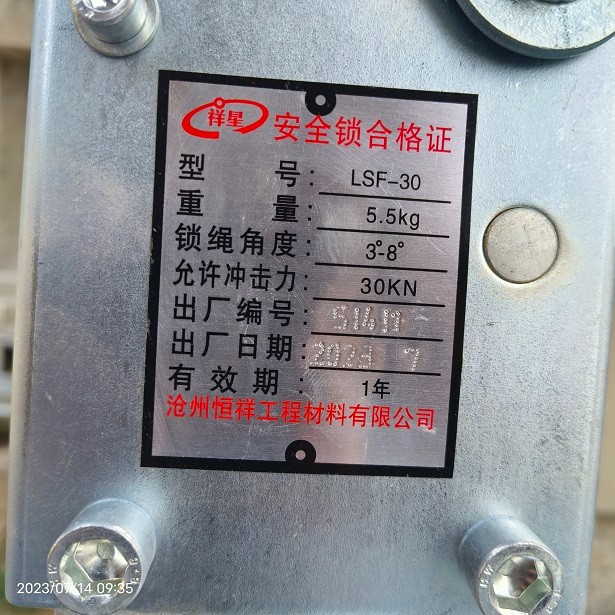 祥星 安全锁合格证
型 号: LSF-30
重 量: 5.5kg
锁绳角度: 3°-8°
允许冲击力: 30KN
出厂编号:
出厂日期: 2023 7
有 效 期: 1年
沧州恒祥工程材料有限公司
2023/07/14 09:35